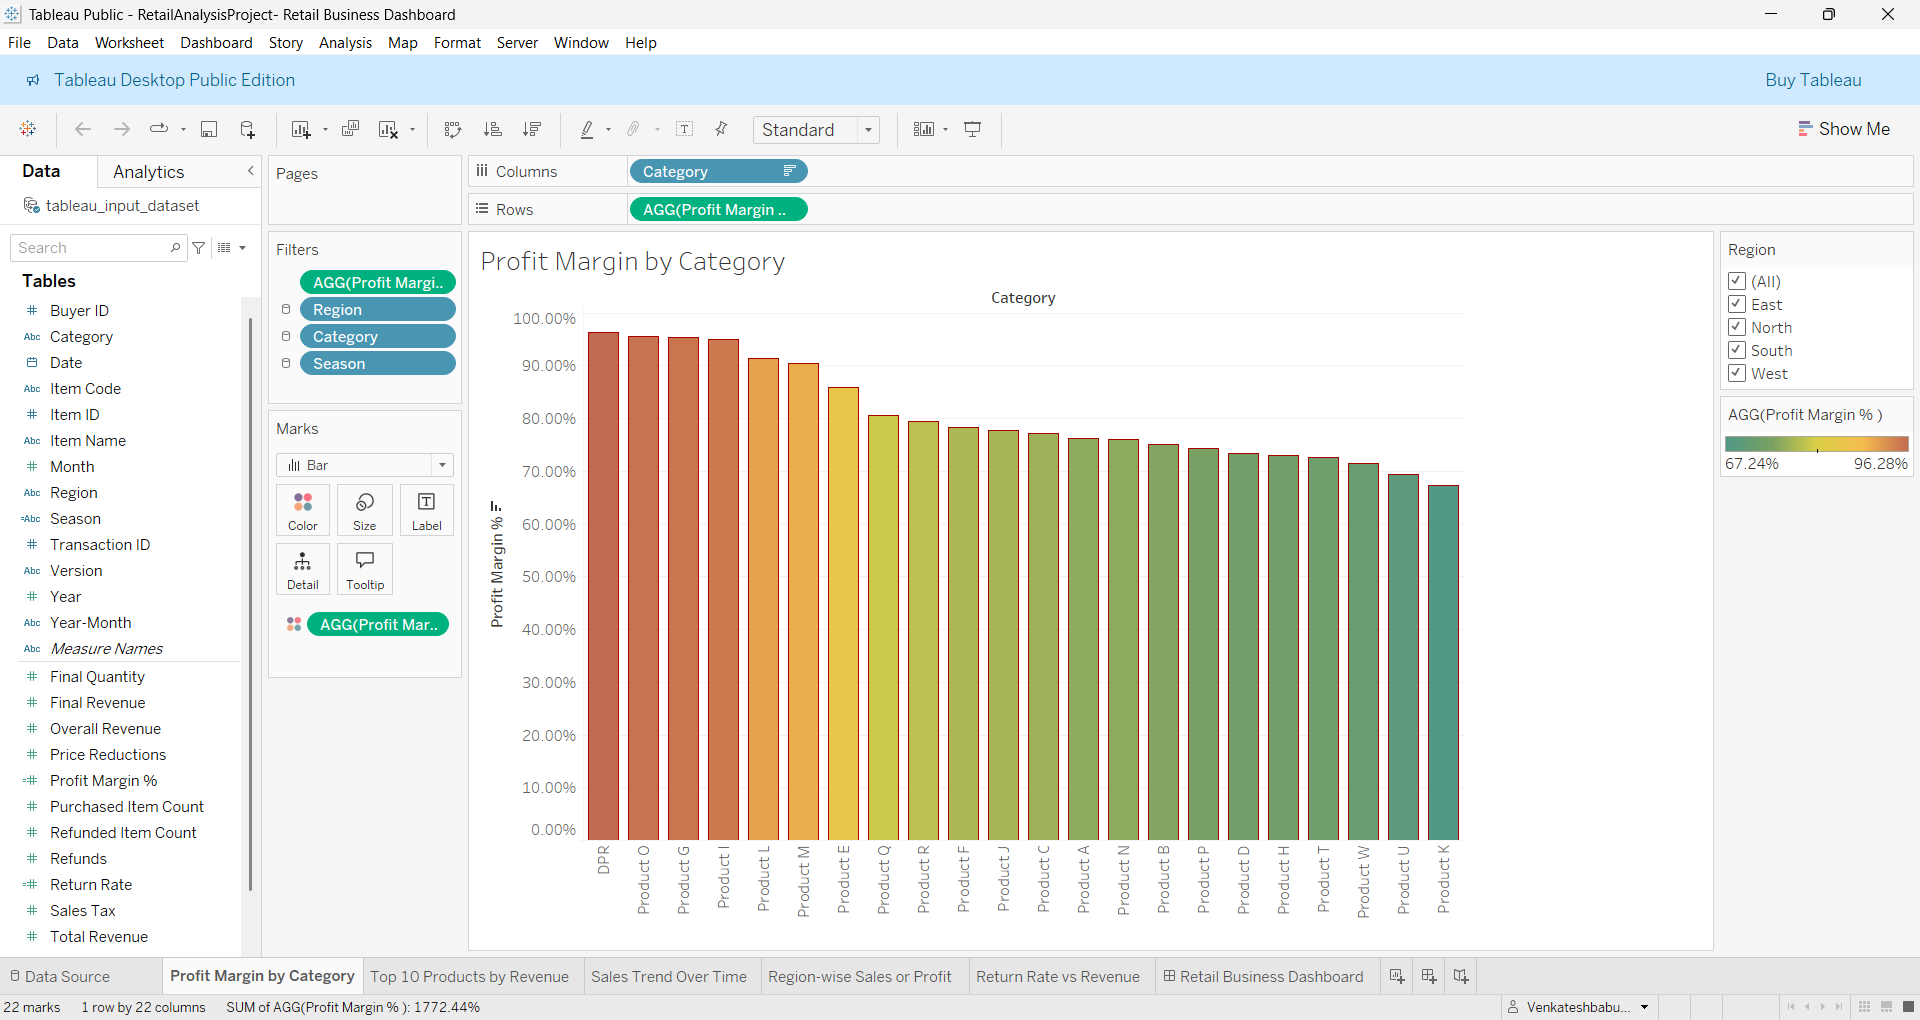 Tableau Public - RetailAnalysisProject- Retail Business Dashboard
File Data Worksheet Dashboard Story Analysis Map Format Server Window Help
Tableau Desktop Public Edition
Buy Tableau
Standard
Show Me
Data
Analytics
tableau_input_dataset
Search
Tables
# Buyer ID
Abc Category
Date
Abc Item Code
# Item ID
Abc Item Name
# Month
Abc Region
=Abc Season
# Transaction ID
Abc Version
# Year
Abc Year-Month
Abc Measure Names
# Final Quantity
# Final Revenue
# Overall Revenue
# Price Reductions
=# Profit Margin %
# Purchased Item Count
# Refunded Item Count
# Refunds
=# Return Rate
# Sales Tax
# Total Revenue
Pages
Filters
AGG(Profit Margi..
Region
Category
Season
Marks
Bar
Color
Size
Label
Detail
Tooltip
AGG(Profit Mar..
Columns
Category
Rows
AGG(Profit Margin ..
Profit Margin by Category
Category
Profit Margin %
100.00%
90.00%
80.00%
70.00%
60.00%
50.00%
40.00%
30.00%
20.00%
10.00%
0.00%
DPR
Product O
Product G
Product I
Product L
Product M
Product E
Product Q
Product R
Product F
Product J
Product C
Product A
Product N
Product B
Product P
Product D
Product H
Product T
Product W
Product U
Product K
Region
(All)
East
North
South
West
AGG(Profit Margin % )
67.24%
96.28%
Data Source
Profit Margin by Category
Top 10 Products by Revenue
Sales Trend Over Time
Region-wise Sales or Profit
Return Rate vs Revenue
Retail Business Dashboard
22 marks
1 row by 22 columns
SUM of AGG(Profit Margin % ): 1772.44%
Venkateshbabu...